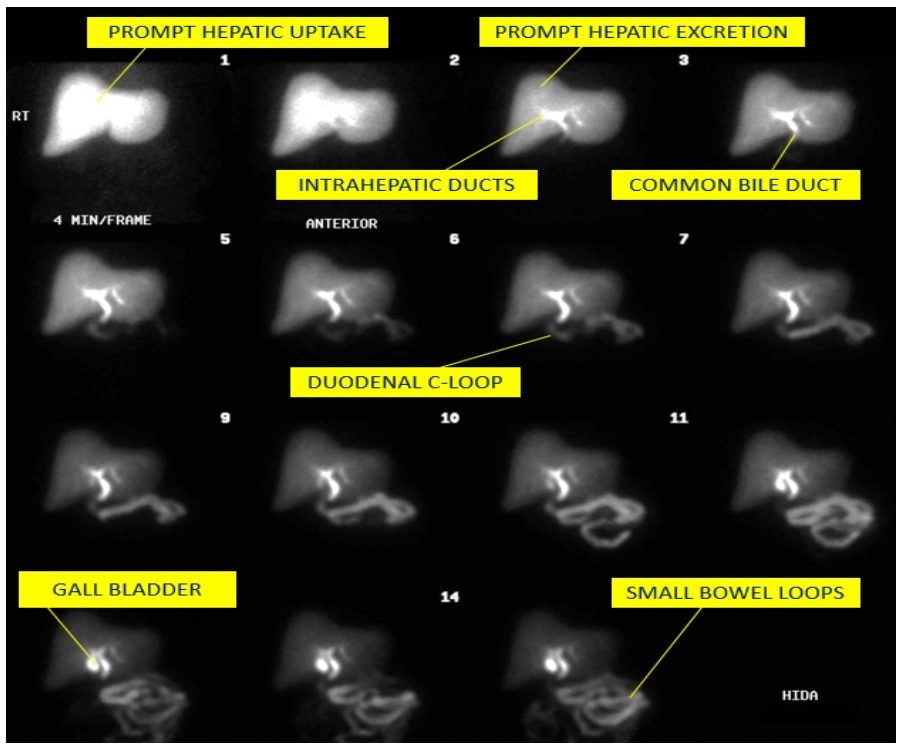 PROMPT HEPATIC UPTAKE
PROMPT HEPATIC EXCRETION
1
2
3
RT
INTRAHEPATIC DUCTS
COMMON BILE DUCT
4 MIN/FRAME
ANTERIOR
5
6
7
DUODENAL C-LOOP
9
10
11
GALL BLADDER
14
SMALL BOWEL LOOPS
HIDA